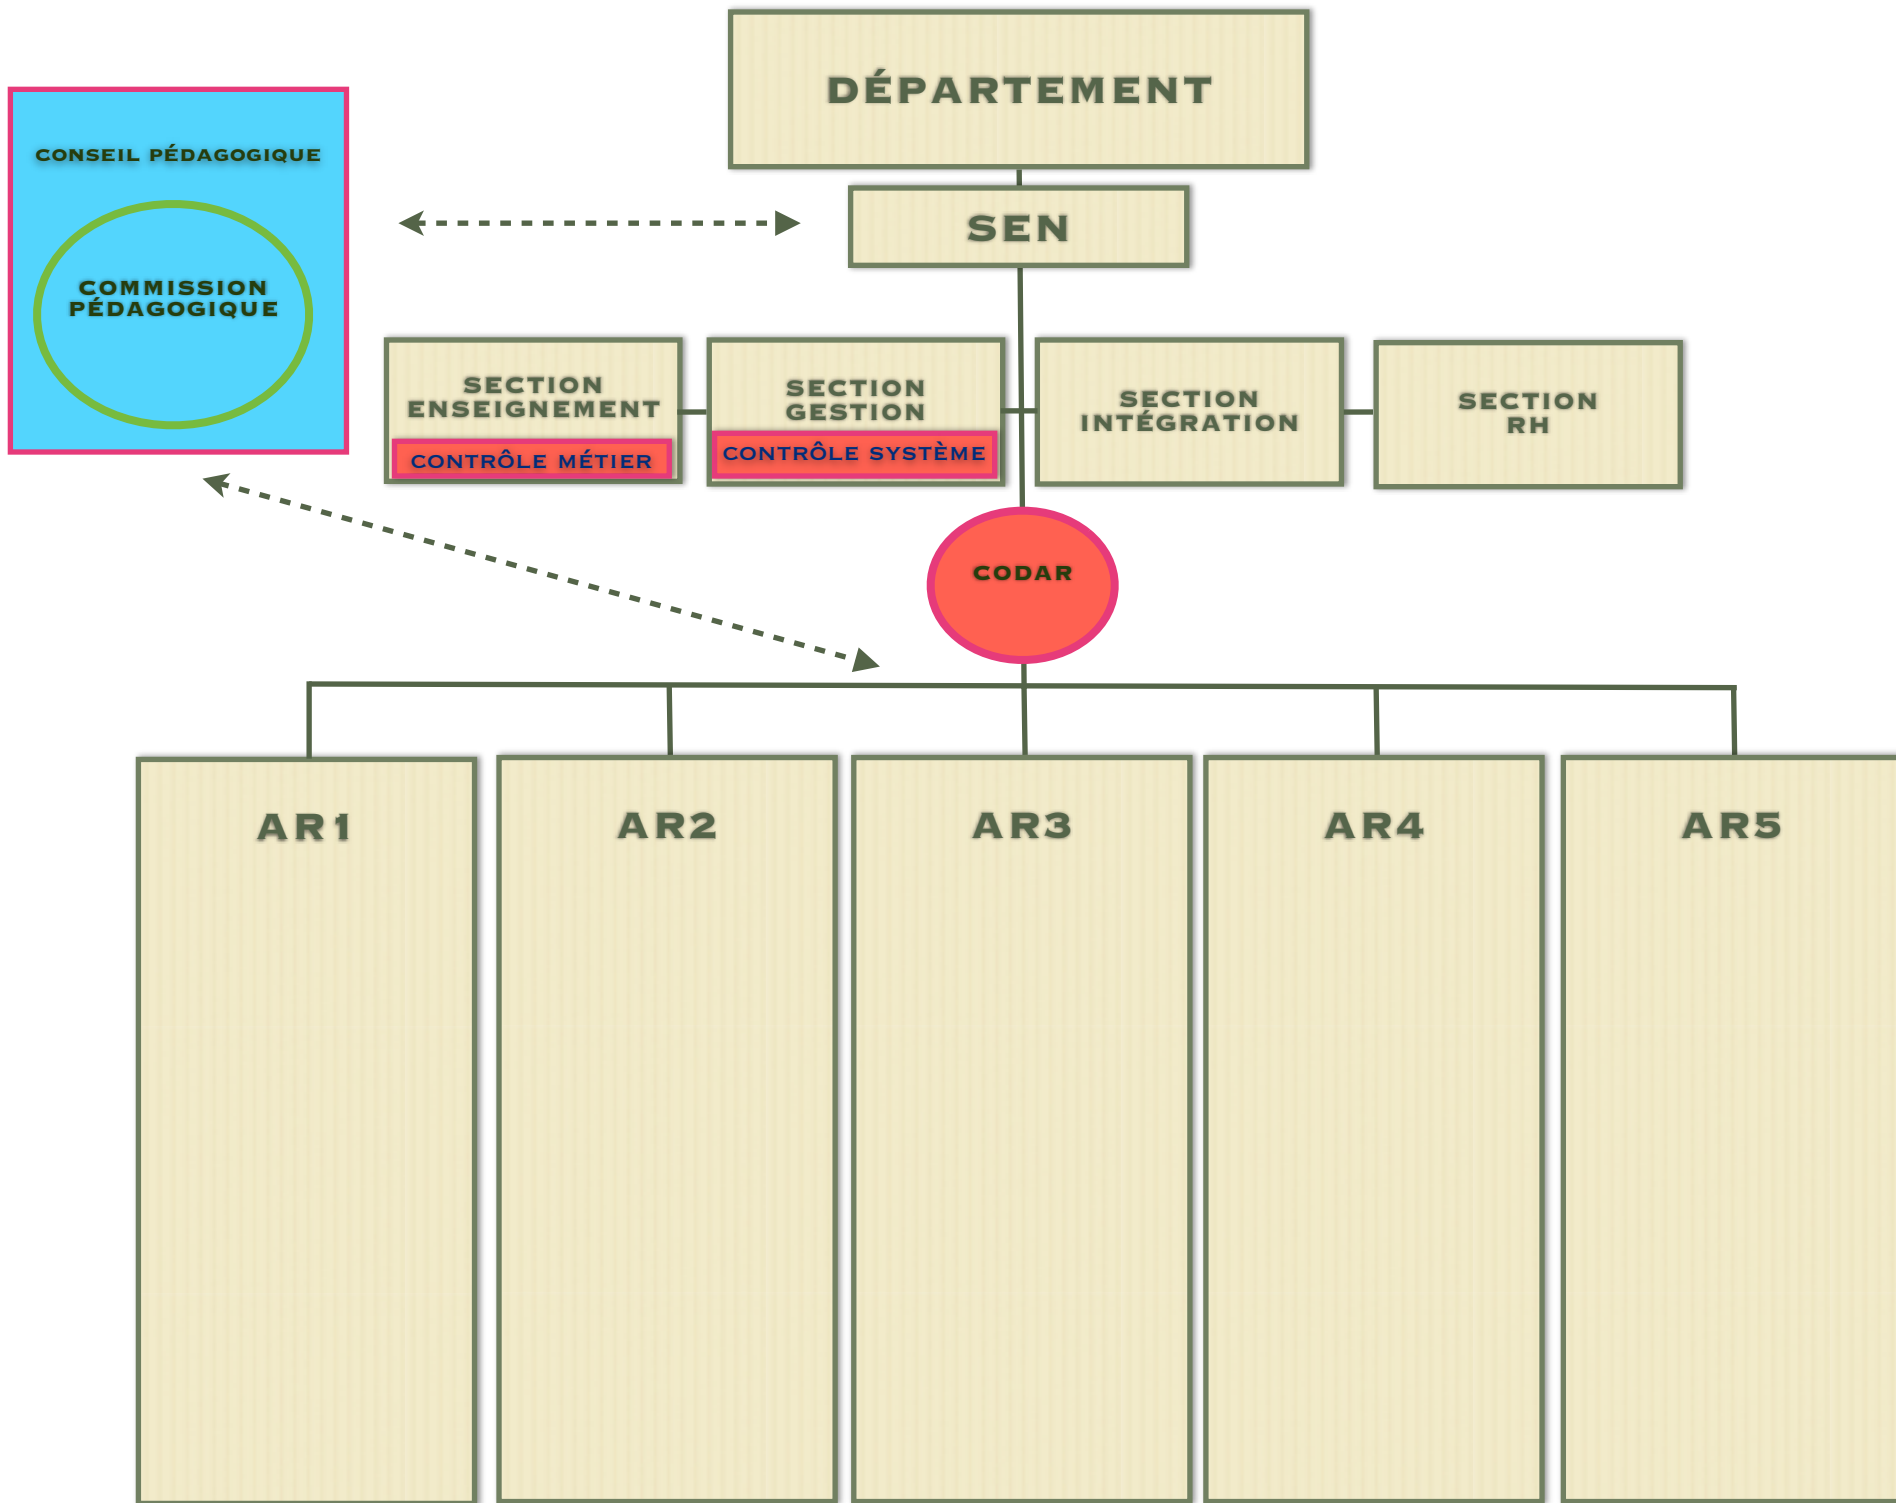 DÉPARTEMENT
CONSEIL PÉDAGOGIQUE
COMMISSION
PÉDAGOGIQUE
SEN
SECTION
ENSEIGNEMENT
CONTRÔLE MÉTIER
SECTION
GESTION
CONTRÔLE SYSTÈME
SECTION
INTÉGRATION
SECTION
RH
CODAR
AR1
AR2
AR3
AR4
AR5